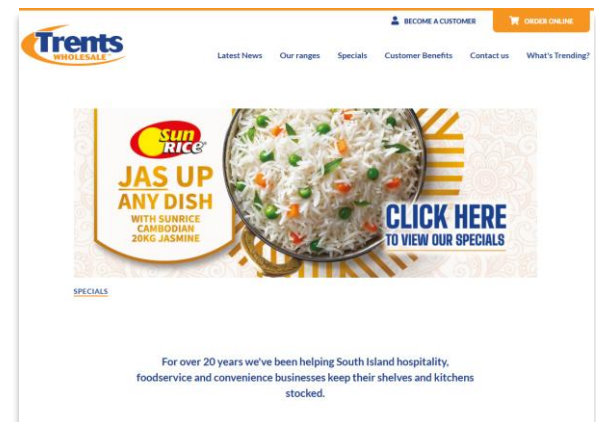 BECOME A CUSTOMER
ORDER ONLINE
Trents
WHOLESALE
Latest News Our ranges Specials Customer Benefits Contact us What's Trending?
Sun
RICE
JAS UP
ANY DISH
WITH SUNRICE
CAMBODIAN
20KG JASMINE
CLICK HERE
TO VIEW OUR SPECIALS
SPECIALS
For over 20 years we've been helping South Island hospitality,
foodservice and convenience businesses keep their shelves and kitchens
stocked.